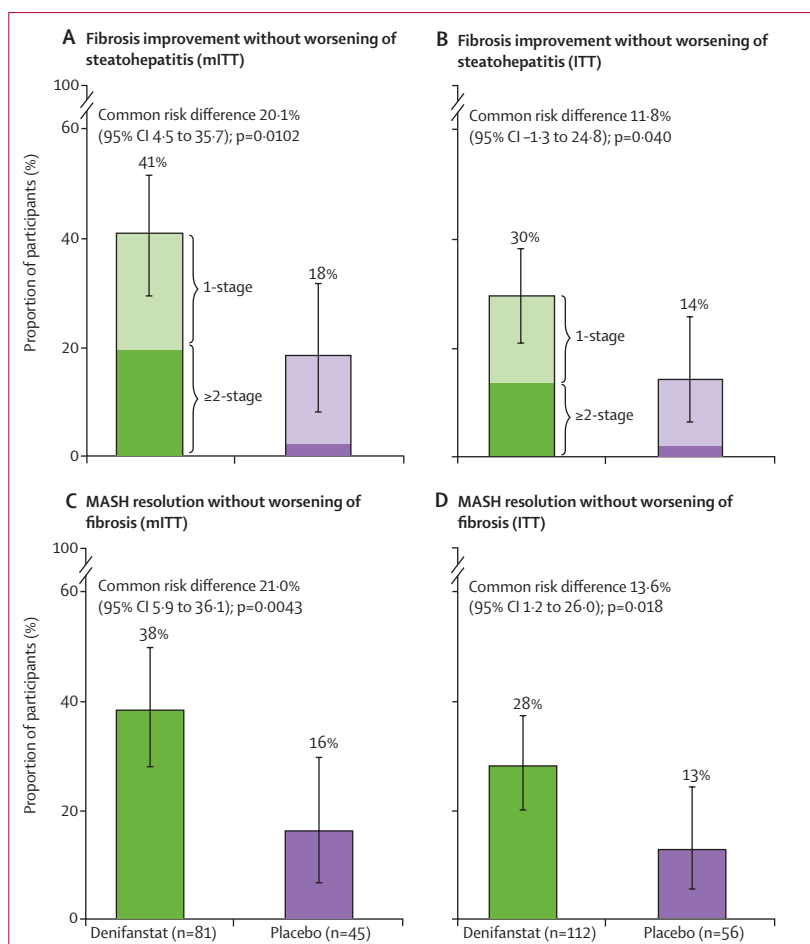 A Fibrosis improvement without worsening of
steatohepatitis (mITT)
100
60
40
20
0
Proportion of participants (%)
Common risk difference 20·1%
(95% CI 4·5 to 35·7); p=0·0102
41%
18%
1-stage
≥2-stage
B Fibrosis improvement without worsening of
steatohepatitis (ITT)
Common risk difference 11·8%
(95% CI –1·3 to 24·8); p=0·040
30%
14%
1-stage
≥2-stage
C MASH resolution without worsening of
fibrosis (mITT)
100
60
40
20
0
Proportion of participants (%)
Common risk difference 21·0%
(95% CI 5·9 to 36·1); p=0·0043
38%
16%
Denifanstat (n=81)
Placebo (n=45)
D MASH resolution without worsening of
fibrosis (ITT)
Common risk difference 13·6%
(95% CI 1·2 to 26·0); p=0·018
28%
13%
Denifanstat (n=112)
Placebo (n=56)